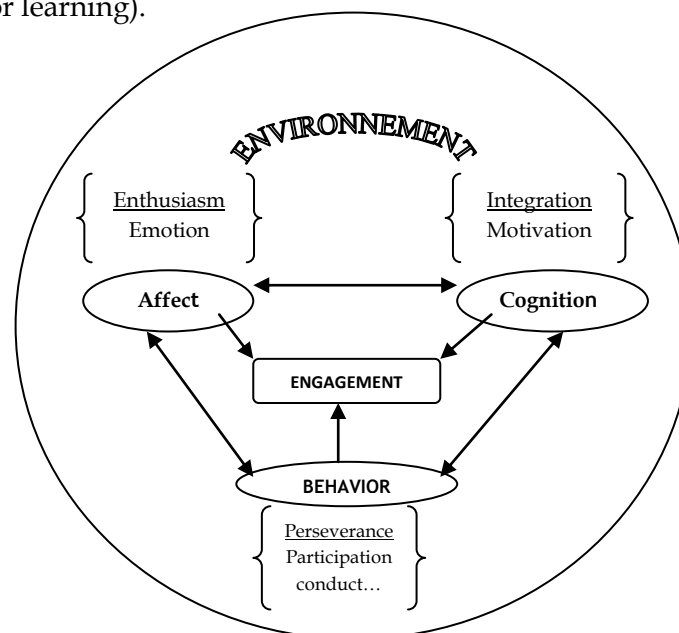 or learning).
ENVIRONNEMENT
Enthusiasm
Emotion
Integration
Motivation
Affect
Cognition
ENGAGEMENT
BEHAVIOR
Perseverance
Participation
conduct…